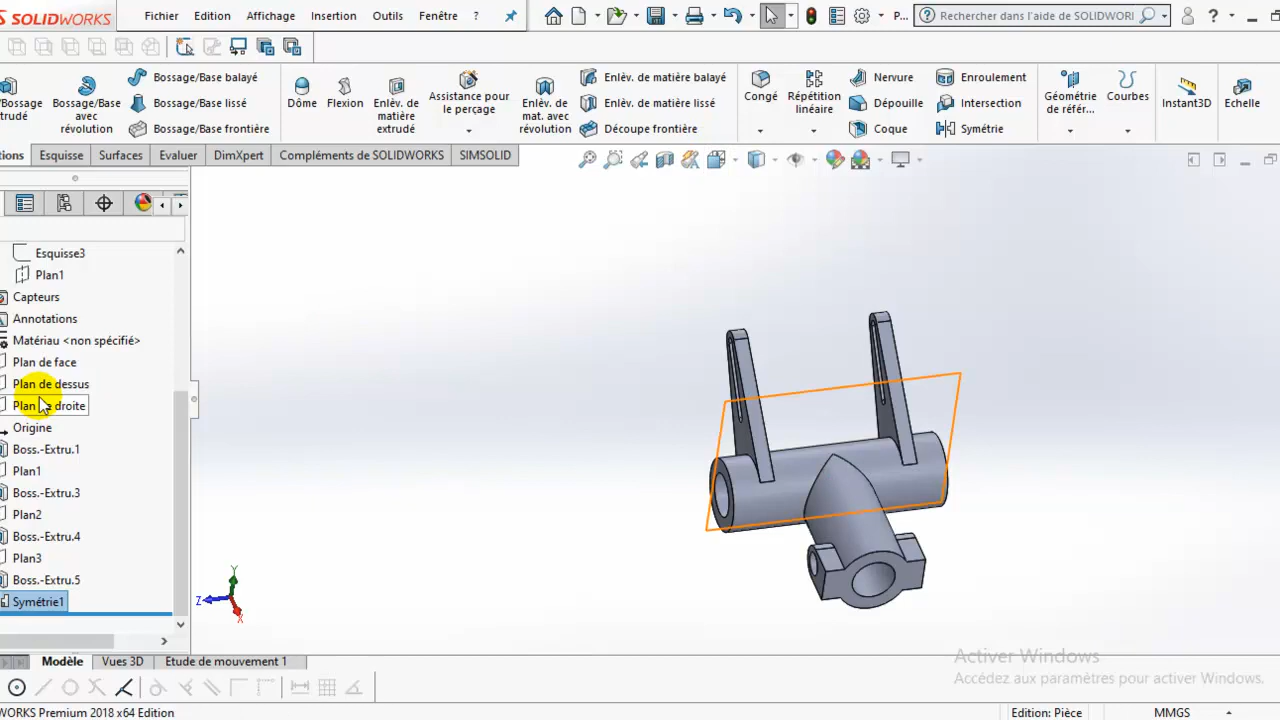 SOLIDWORKS
Fichier Edition Affichage Insertion Outils Fenêtre ?
P... Rechercher dans l'aide de SOLIDWORI ?
Bossage/Base balayé
Bossage/Base lissé
Bossage/Base frontière
/Bossage
trudé
Bossage/Base
avec
révolution
Dôme
Flexion
Enlèv. de
matière
extrudé
Assistance pour
le perçage
Enlèv. de
mat. avec
révolution
Enlèv. de matière balayé
Enlèv. de matière lissé
Découpe frontière
Congé
Répétition
linéaire
Nervure
Dépouille
Coque
Enroulement
Intersection
Symétrie
Géométrie
de référ...
Courbes
Instant3D
Echelle
tions Esquisse Surfaces Evaluer DimXpert Compléments de SOLIDWORKS SIMSOLID
Esquisse3
Plan1
Capteurs
Annotations
Matériau <non spécifié>
Plan de face
Plan de dessus
Plan de droite
Origine
Boss.-Extru.1
Plan1
Boss.-Extru.3
Plan2
Boss.-Extru.4
Plan3
Boss.-Extru.5
Symétrie1
Y
Z
X
Modèle Vues 3D Etude de mouvement 1
Activer Windows
Accédez aux paramètres pour activer Windows.
WORKS Premium 2018 x64 Edition
Edition: Pièce
MMGS